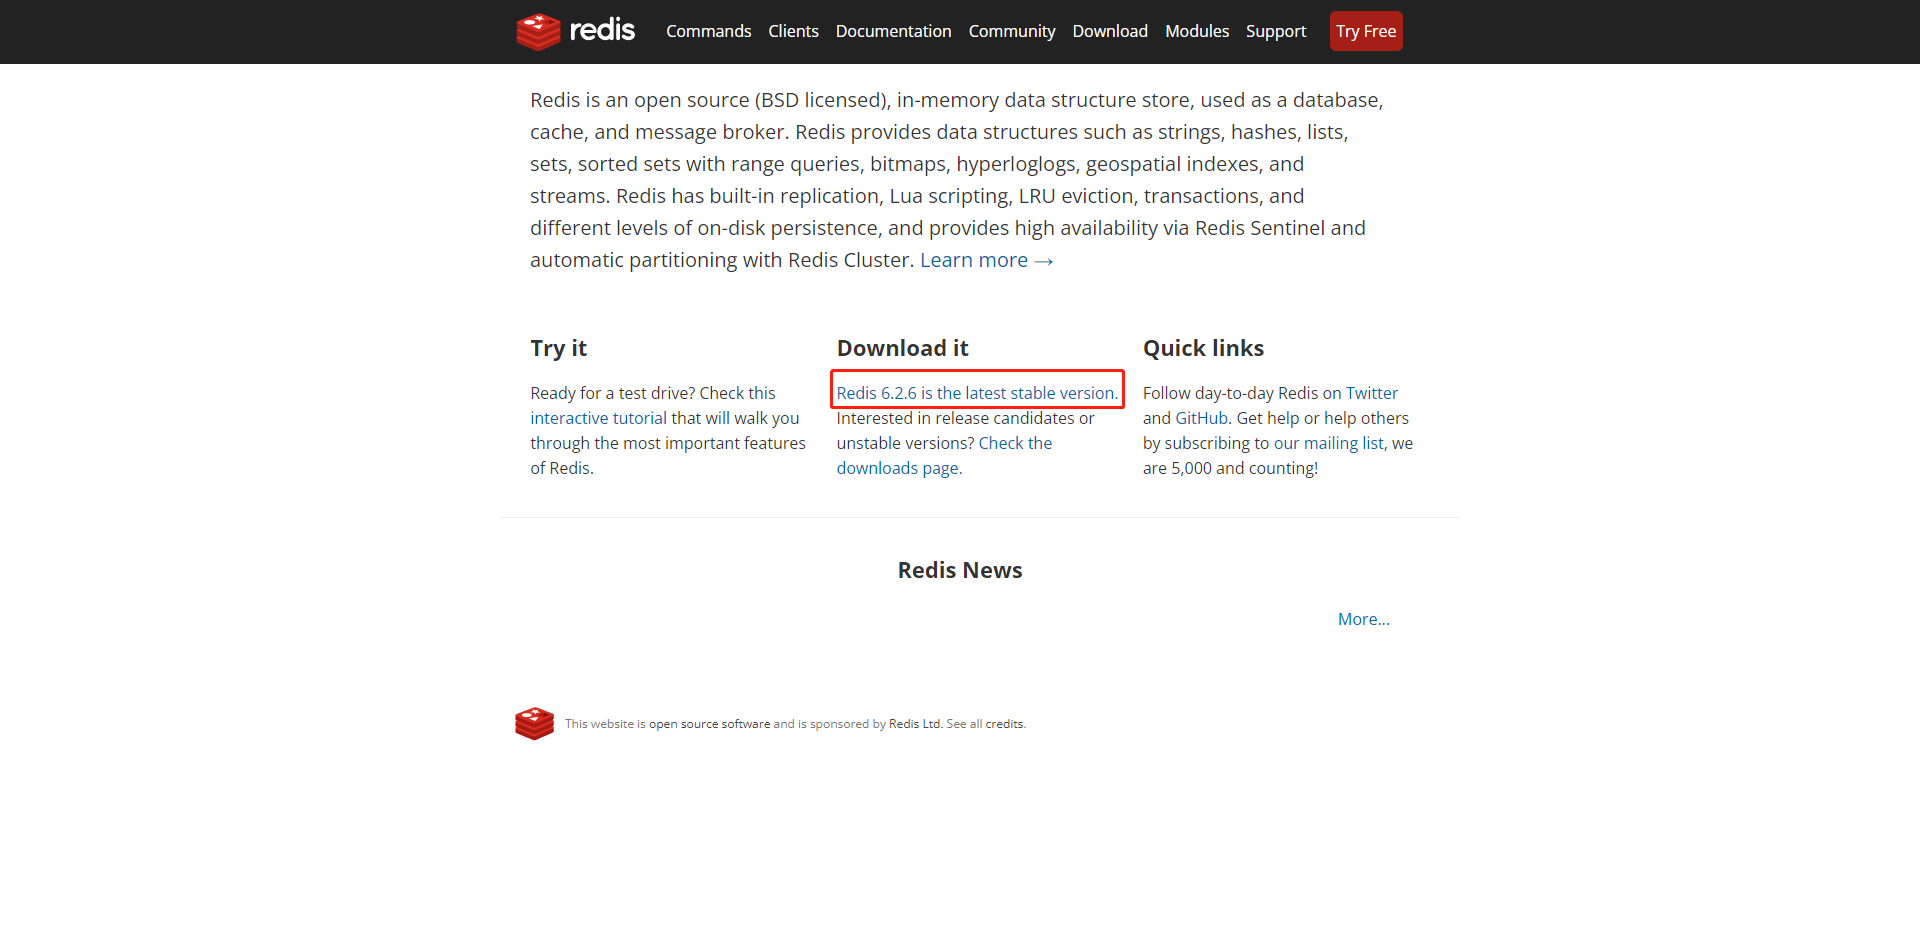 redis Commands Clients Documentation Community Download Modules Support Try Free
Redis is an open source (BSD licensed), in-memory data structure store, used as a database,
cache, and message broker. Redis provides data structures such as strings, hashes, lists,
sets, sorted sets with range queries, bitmaps, hyperloglogs, geospatial indexes, and
streams. Redis has built-in replication, Lua scripting, LRU eviction, transactions, and
different levels of on-disk persistence, and provides high availability via Redis Sentinel and
automatic partitioning with Redis Cluster. Learn more →
Try it
Ready for a test drive? Check this
interactive tutorial that will walk you
through the most important features
of Redis.
Download it
Redis 6.2.6 is the latest stable version.
Interested in release candidates or
unstable versions? Check the
downloads page.
Quick links
Follow day-to-day Redis on Twitter
and GitHub. Get help or help others
by subscribing to our mailing list, we
are 5,000 and counting!
Redis News
More...
This website is open source software and is sponsored by Redis Ltd. See all credits.